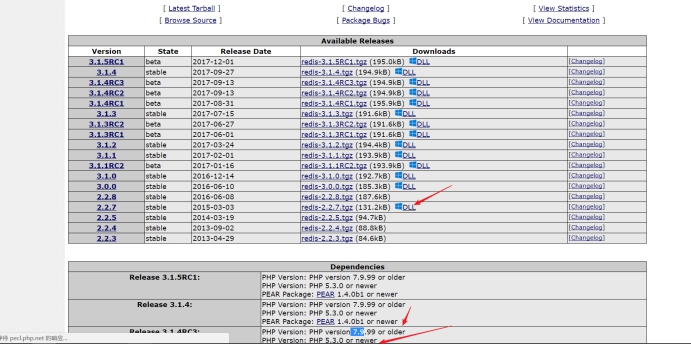 [ Latest Tarball ] [ Changelog ] [ View Statistics ]
[ Browse Source ] [ Package Bugs ] [ View Documentation ]
Available Releases
Version State Release Date Downloads
3.1.5RC1 beta 2017-12-01 redis-3.1.5RC1.tgz (195.0kB) DLL [Changelog]
3.1.4 stable 2017-09-27 redis-3.1.4.tgz (194.9kB) DLL [Changelog]
3.1.4RC3 beta 2017-09-13 redis-3.1.4RC3.tgz (194.9kB) DLL [Changelog]
3.1.4RC2 beta 2017-09-13 redis-3.1.4RC2.tgz (194.9kB) DLL [Changelog]
3.1.4RC1 beta 2017-08-31 redis-3.1.4RC1.tgz (195.9kB) DLL [Changelog]
3.1.3 stable 2017-07-15 redis-3.1.3.tgz (191.6kB) DLL [Changelog]
3.1.3RC2 beta 2017-06-27 redis-3.1.3RC2.tgz (191.6kB) DLL [Changelog]
3.1.3RC1 beta 2017-06-01 redis-3.1.3RC1.tgz (191.6kB) DLL [Changelog]
3.1.2 stable 2017-03-24 redis-3.1.2.tgz (194.4kB) DLL [Changelog]
3.1.1 stable 2017-02-01 redis-3.1.1.tgz (193.9kB) DLL [Changelog]
3.1.1RC2 beta 2017-01-16 redis-3.1.1RC2.tgz (193.9kB) DLL [Changelog]
3.1.0 stable 2016-12-14 redis-3.1.0.tgz (192.7kB) DLL [Changelog]
3.0.0 stable 2016-06-10 redis-3.0.0.tgz (185.3kB) DLL [Changelog]
2.2.8 stable 2016-06-08 redis-2.2.8.tgz (187.6kB) [Changelog]
2.2.7 stable 2015-03-03 redis-2.2.7.tgz (131.2kB) DLL [Changelog]
2.2.5 stable 2014-03-19 redis-2.2.5.tgz (94.7kB) [Changelog]
2.2.4 stable 2013-09-02 redis-2.2.4.tgz (88.8kB) [Changelog]
2.2.3 stable 2013-04-29 redis-2.2.3.tgz (84.6kB) [Changelog]
Dependencies
Release 3.1.5RC1: PHP Version: PHP version 7.9.99 or older
PHP Version: PHP 5.3.0 or newer
PEAR Package: PEAR 1.4.0b1 or newer
Release 3.1.4: PHP Version: PHP version 7.9.99 or older
PHP Version: PHP 5.3.0 or newer
PEAR Package: PEAR 1.4.0b1 or newer
Release 3.1.4RC3: PHP Version: PHP version 7.9.99 or older
PHP Version: PHP 5.3.0 or newer
待 pecl.php.net 的响应...